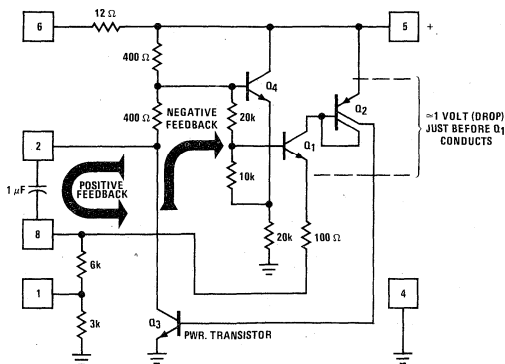 12 Ω
6
5
+
400 Ω
Q4
400 Ω
NEGATIVE
FEEDBACK
20k
Q2
≃1 VOLT (DROP)
JUST BEFORE Q1
CONDUCTS
2
Q1
1 μF
POSITIVE
FEEDBACK
10k
8
20k
100 Ω
6k
1
4
3k
Q3
PWR. TRANSISTOR